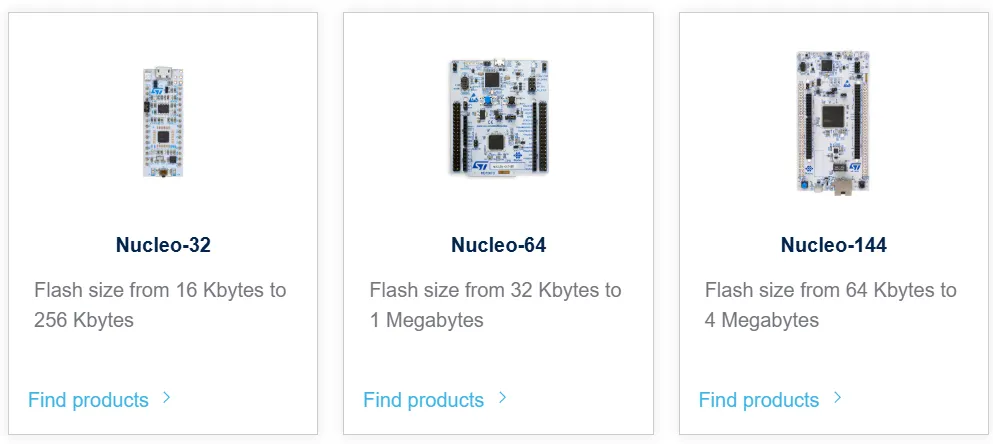 Nucleo-32
Flash size from 16 Kbytes to
256 Kbytes
Find products
Nucleo-64
Flash size from 32 Kbytes to
1 Megabytes
Find products
Nucleo-144
Flash size from 64 Kbytes to
4 Megabytes
Find products